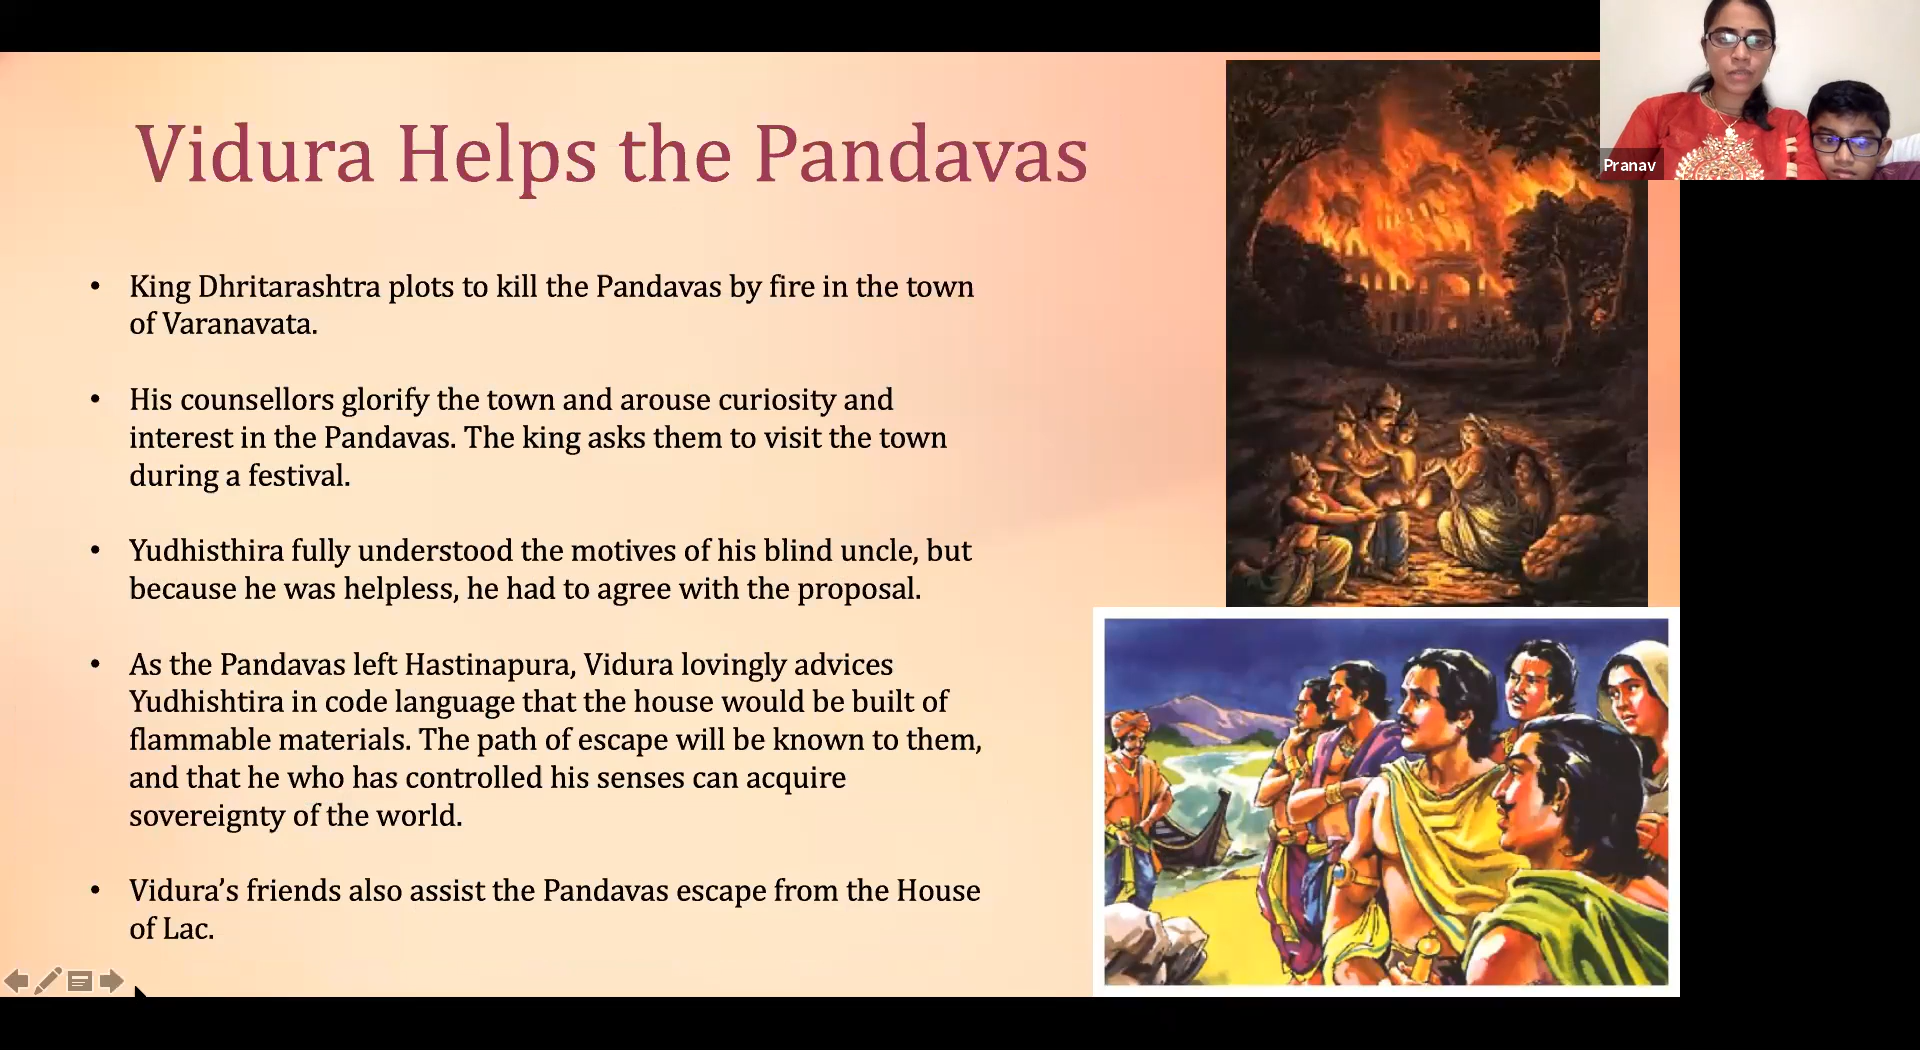 Vidura Helps the Pandavas
• King Dhritarashtra plots to kill the Pandavas by fire in the town
of Varanavata.
• His counsellors glorify the town and arouse curiosity and
interest in the Pandavas. The king asks them to visit the town
during a festival.
• Yudhisthira fully understood the motives of his blind uncle, but
because he was helpless, he had to agree with the proposal.
• As the Pandavas left Hastinapura, Vidura lovingly advices
Yudhishtira in code language that the house would be built of
flammable materials. The path of escape will be known to them,
and that he who has controlled his senses can acquire
sovereignty of the world.
• Vidura’s friends also assist the Pandavas escape from the House
of Lac.
Pranav